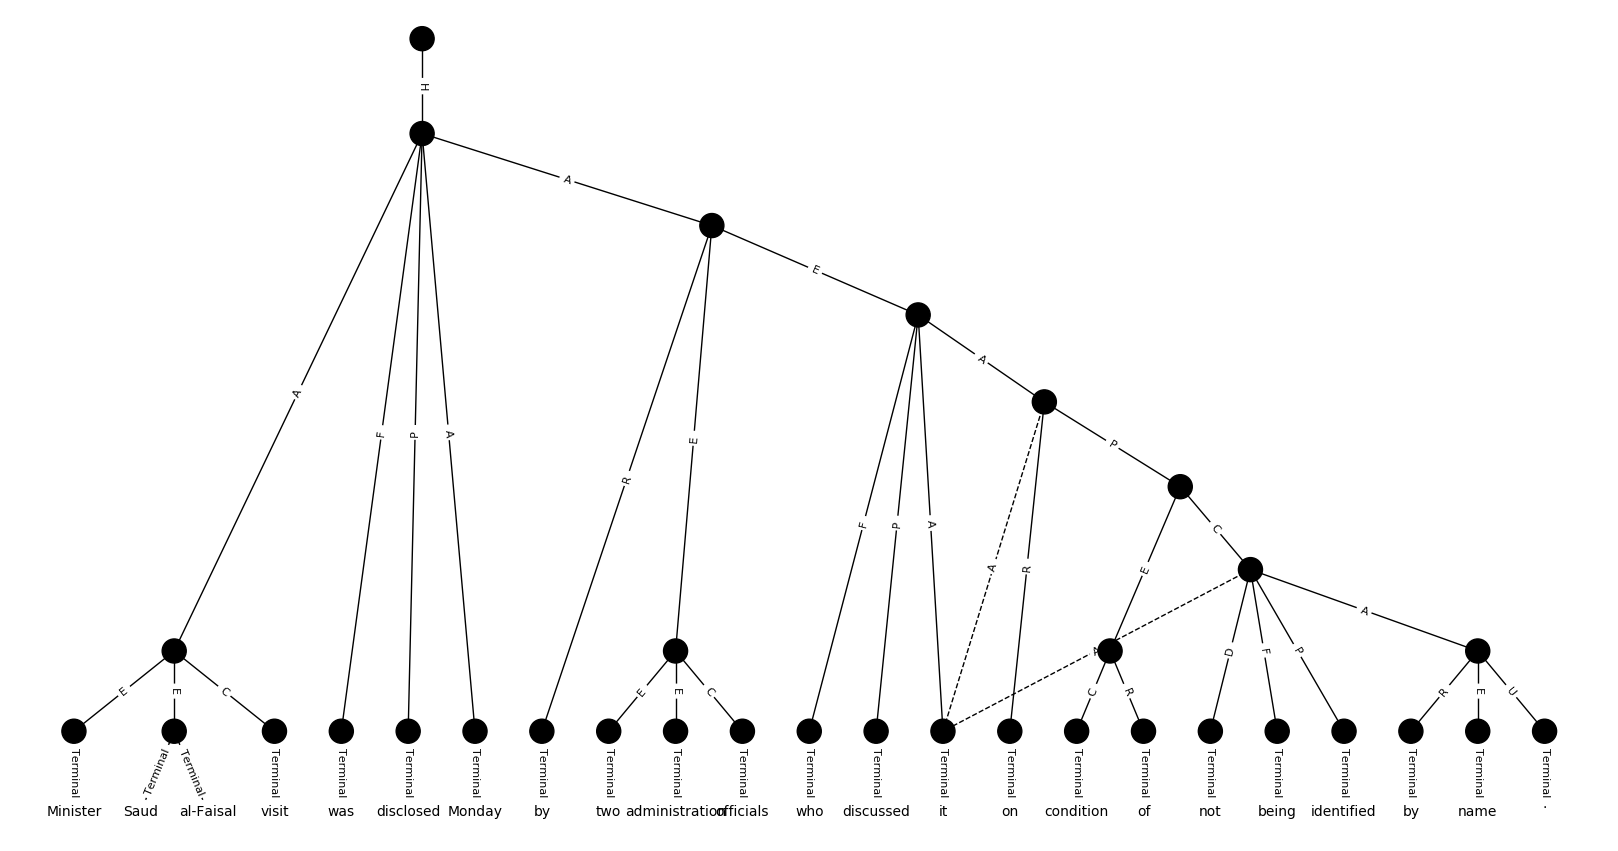 H
A
E
A
A
P
A
F
P
A
E
R
F
P
A
C
A
R
E
A
D
A
F
P
E
E
C
E
E
C
C
R
R
E
U
Terminal Terminal Terminal Terminal Terminal Terminal Terminal Terminal Terminal Terminal Terminal Terminal Terminal Terminal Terminal Terminal Terminal Terminal Terminal Terminal Terminal Terminal Terminal Terminal
Minister Saud al-Faisal visit was disclosed Monday by two administration officials who discussed it on condition of not being identified by name .